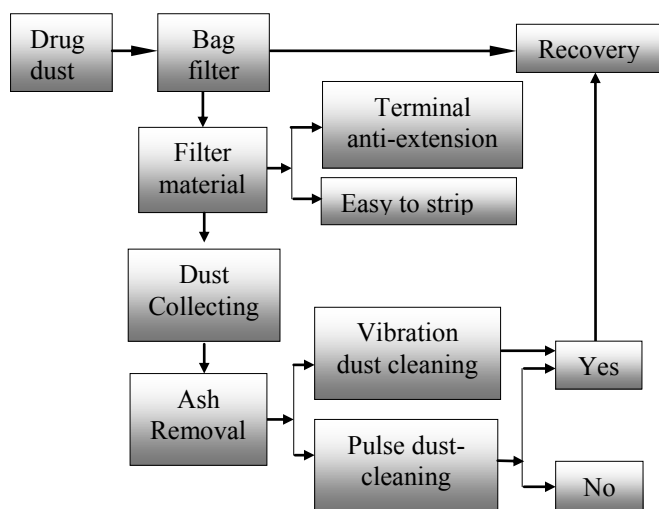 Drug
dust
Bag
filter
Recovery
Terminal
anti-extension
Filter
material
Easy to strip
Dust
Collecting
Vibration
dust cleaning
Yes
Ash
Removal
Pulse dust-
cleaning
No